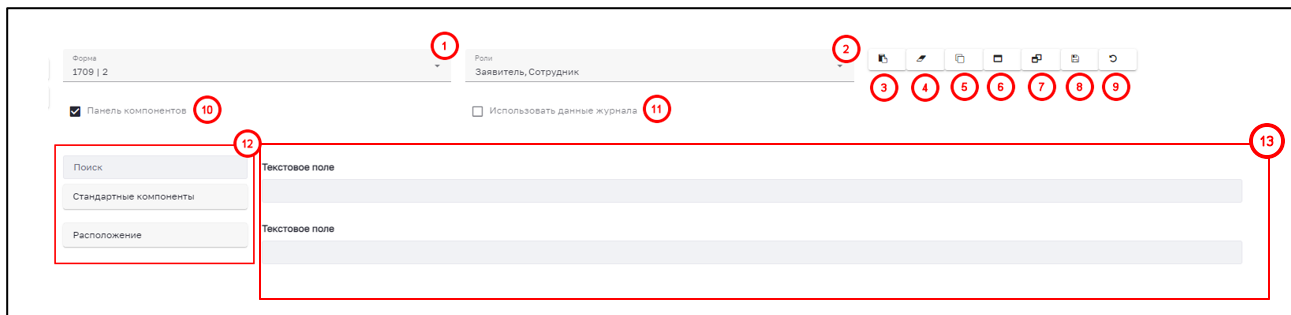 1
2
Форма
1709 | 2
Роли
Заявитель, Сотрудник
3 4 5 6 7 8 9
Панель компонентов 10
Использовать данные журнала 11
12
13
Поиск
Стандартные компоненты
Расположение
Текстовое поле
Текстовое поле